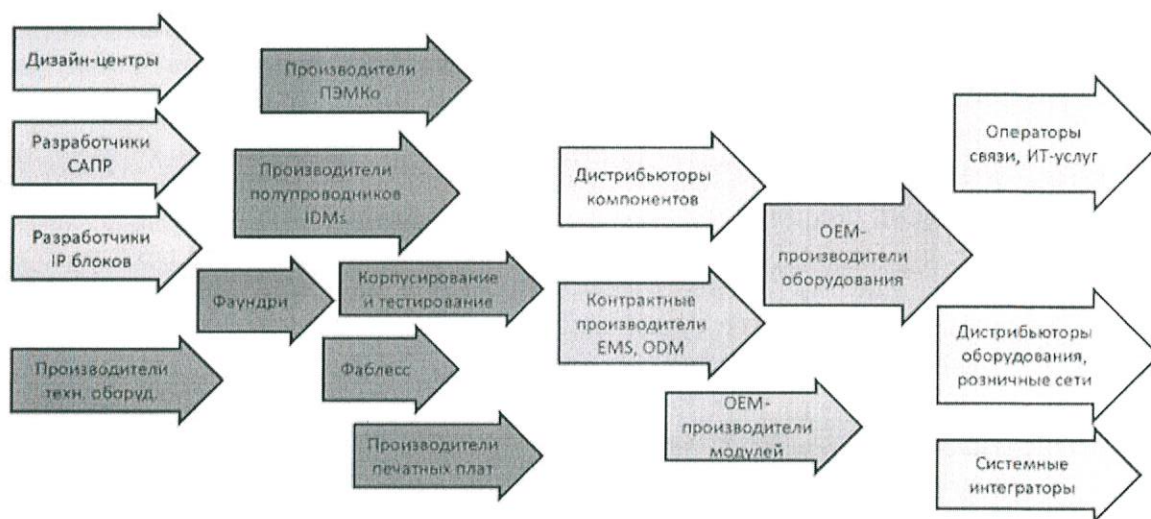 Дизайн-центры
Разработчики
САПР
Разработчики
IP блоков
Производители
техн. оборуд.
Производители
ПЭМКо
Производители
полупроводников
IDMs
Фаундри
Корпусирование
и тестирование
Фаблесс
Производители
печатных плат
Дистрибьюторы
компонентов
Контрактные
производители
EMS, ODM
OEM-
производители
модулей
OEM-
производители
оборудования
Операторы
связи, ИТ-услуг
Дистрибьюторы
оборудования,
розничные сети
Системные
интеграторы